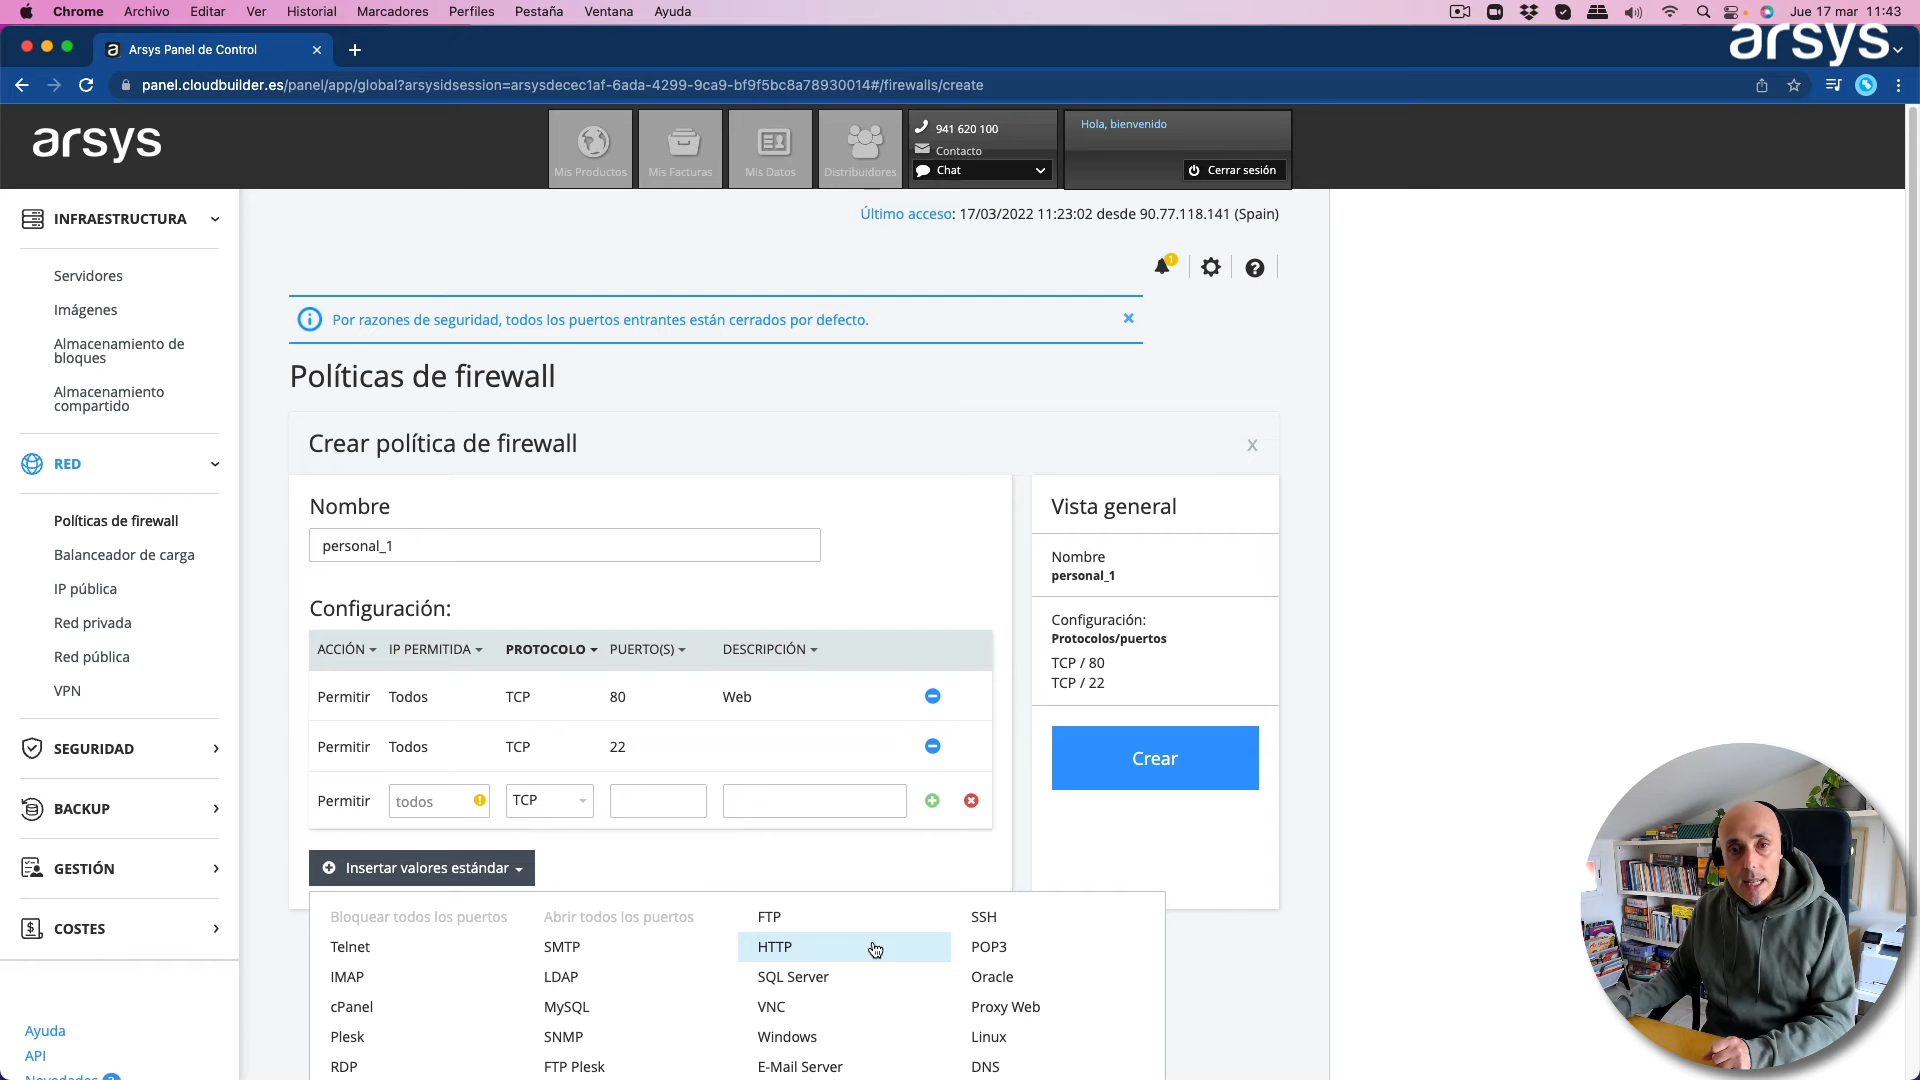 Chrome Archivo Editar Ver Historial Marcadores Perfiles Pestaña Ventana Ayuda Jue 17 mar 11:43
Arsys Panel de Control
arsys
panel.cloudbuilder.es/panel/app/global?arsysidsession=arsysdecec1af-6ada-4299-9ca9-bf9f5bc8a78930014#/firewalls/create
arsys
Mis Productos
Mis Facturas
Mis Datos
Distribuidores
941 620 100
Contacto
Chat
Hola, bienvenido
Cerrar sesión
Último acceso: 17/03/2022 11:23:02 desde 90.77.118.141 (Spain)
1
INFRAESTRUCTURA
Servidores
Imágenes
Almacenamiento de
bloques
Almacenamiento
compartido
RED
Políticas de firewall
Balanceador de carga
IP pública
Red privada
Red pública
VPN
SEGURIDAD
BACKUP
GESTIÓN
COSTES
Ayuda
API
Por razones de seguridad, todos los puertos entrantes están cerrados por defecto.
Políticas de firewall
Crear política de firewall
X
Nombre
personal_1
Configuración:
ACCIÓN IP PERMITIDA PROTOCOLO PUERTO(S) DESCRIPCIÓN
Permitir Todos TCP 80 Web
Permitir Todos TCP 22
Permitir todos TCP
Insertar valores estándar
Bloquear todos los puertos Abrir todos los puertos FTP SSH
Telnet SMTP HTTP POP3
IMAP LDAP SQL Server Oracle
cPanel MySQL VNC Proxy Web
Plesk SNMP Windows Linux
RDP FTP Plesk E-Mail Server DNS
Vista general
Nombre
personal_1
Configuración:
Protocolos/puertos
TCP / 80
TCP / 22
Crear